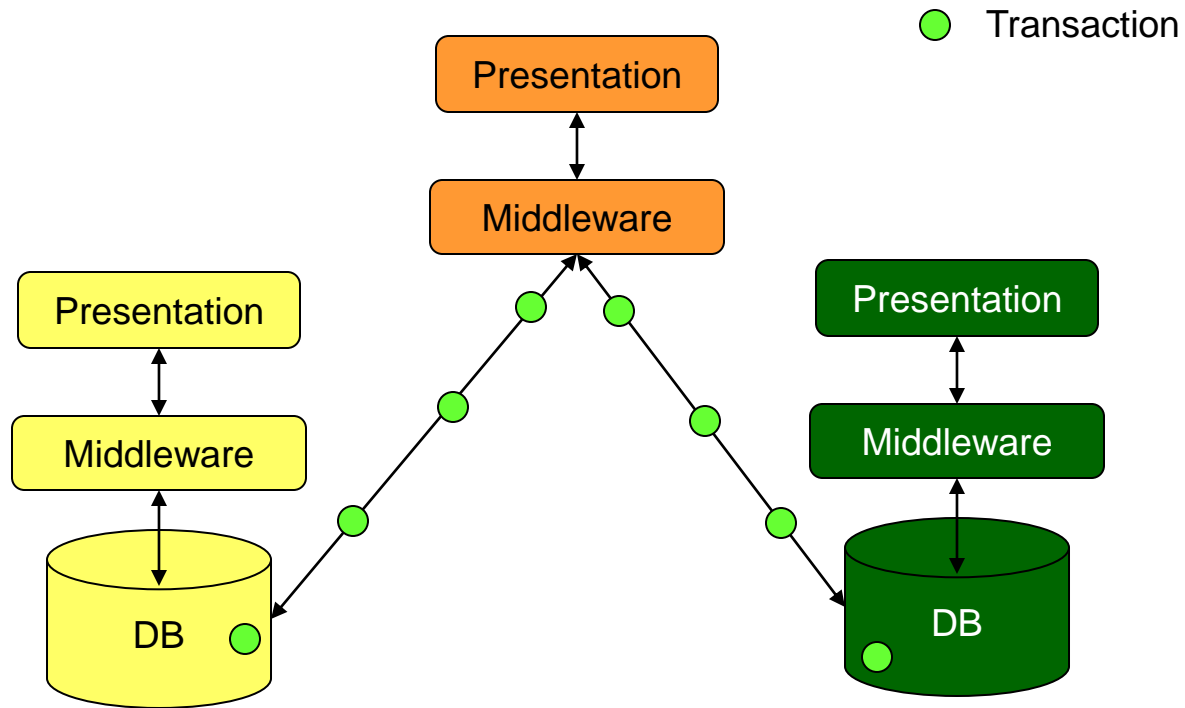 Transaction
Presentation
Middleware
Presentation
Middleware
DB
Presentation
Middleware
DB